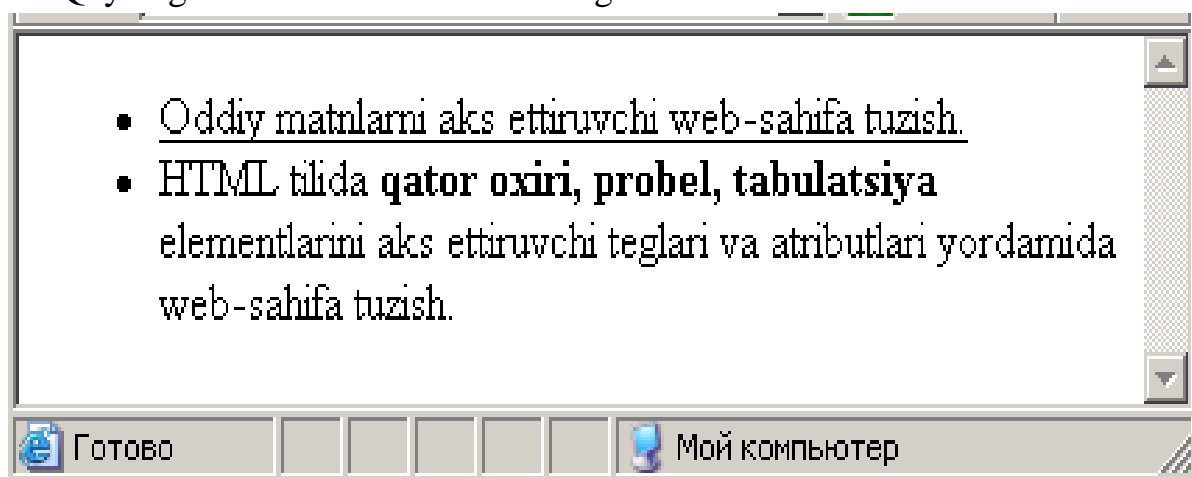 Oddiy matnlarni aks ettiruvchi web-sahifa tuzish.
HTML tilida qator oxiri, probel, tabulatsiya
elementlarini aks ettiruvchi teglari va atributlari yordamida
web-sahifa tuzish.
Готово
Мой компьютер